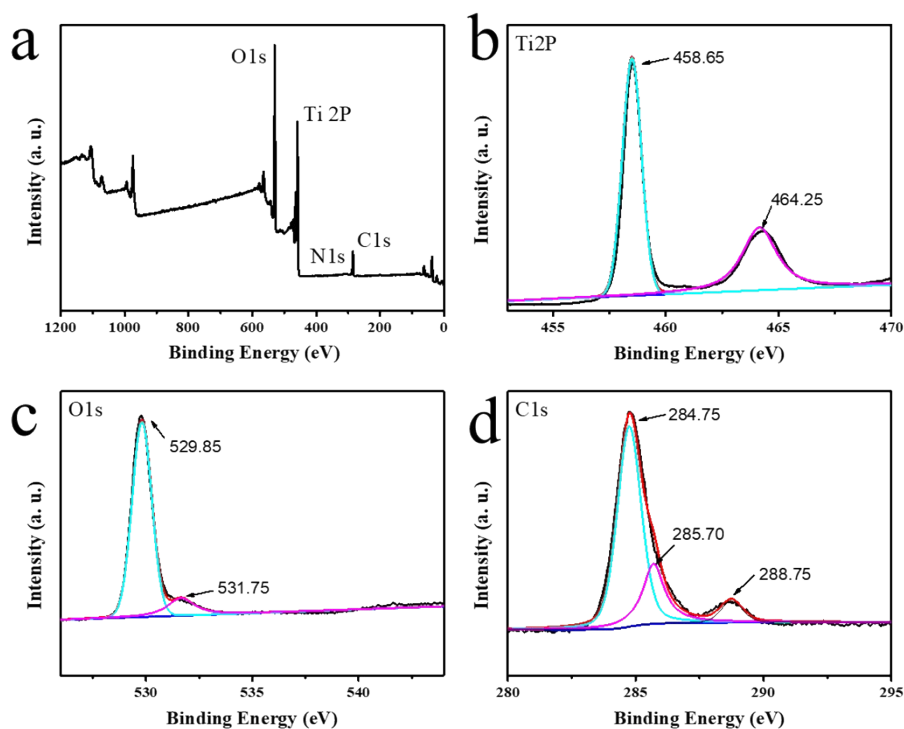 a
O1s
Ti 2P
N1s
C1s
Intensity (a. u.)
1200 1000 800 600 400 200 0
Binding Energy (eV)
b
Ti2P
458.65
464.25
Intensity (a. u.)
455 460 465 470
Binding Energy (eV)
c
O1s
529.85
531.75
Intensity (a. u.)
530 535 540
Binding Energy (eV)
d
C1s
284.75
285.70
288.75
Intensity (a. u.)
280 285 290 295
Binding Energy (eV)